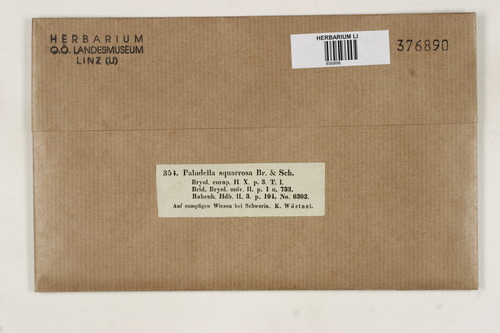 HERBARIUM
O.Ö. LANDESMUSEUM
LINZ (LI)
HERBARIUM LI
376890
354. Paludella squarrosa Br. & Sch.
Bryol. europ. II. X. p. 3. T. 1.
Brid. Bryol. univ. II. p. 1 u. 733.
Rabenh. Hdb. II. 3. p. 194. No. 6392.
Auf sumpfigen Wiesen bei Schwerin. K. Wüstnei.